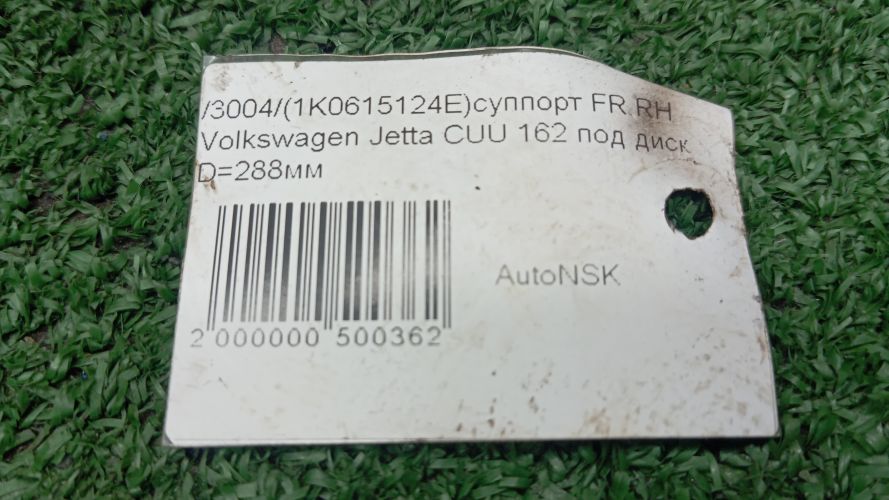 /3004/(1K0615124E)суппорт FR.RH
Volkswagen Jetta CUU 162 под диск
D=288мм
AutoNSK
2 000000 500362